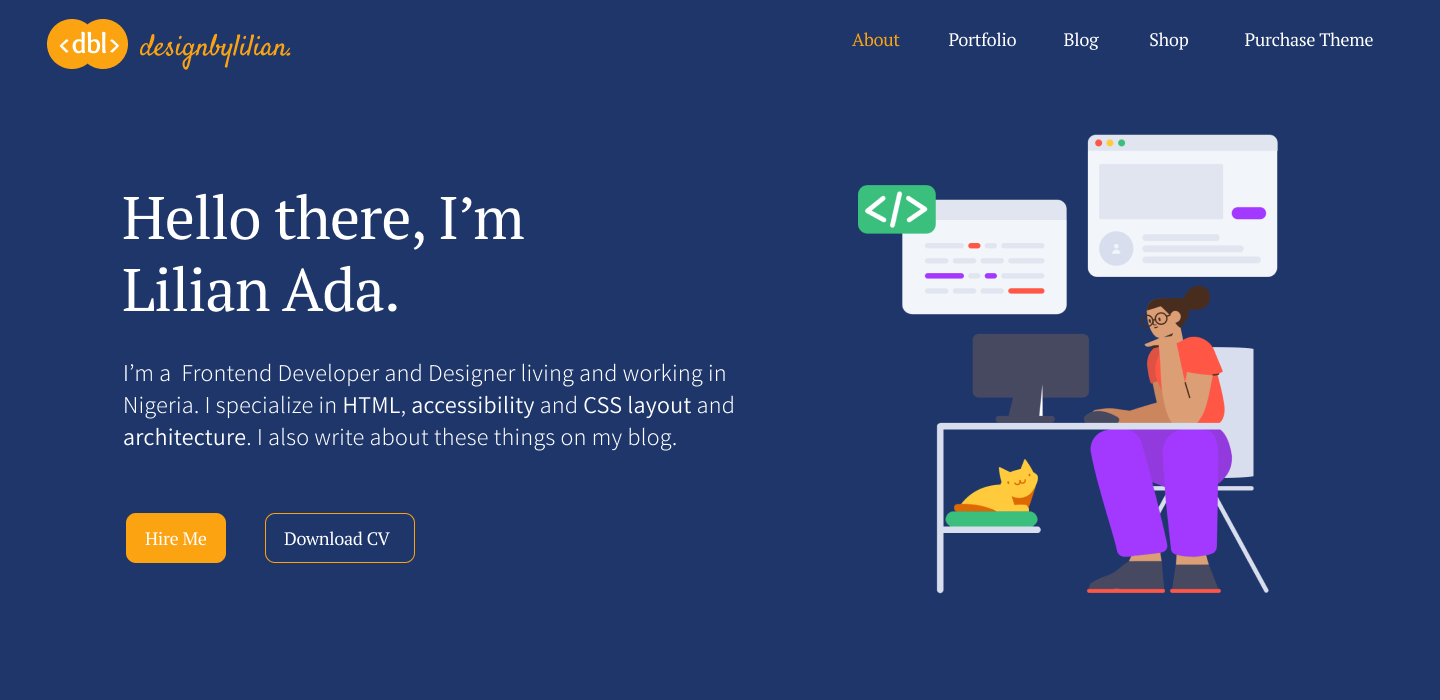 <dbl> designbylilian.
About Portfolio Blog Shop Purchase Theme
</>
Hello there, I’m
Lilian Ada.
I’m a  Frontend Developer and Designer living and working in
Nigeria. I specialize in HTML, accessibility and CSS layout and
architecture. I also write about these things on my blog.
Hire Me Download CV